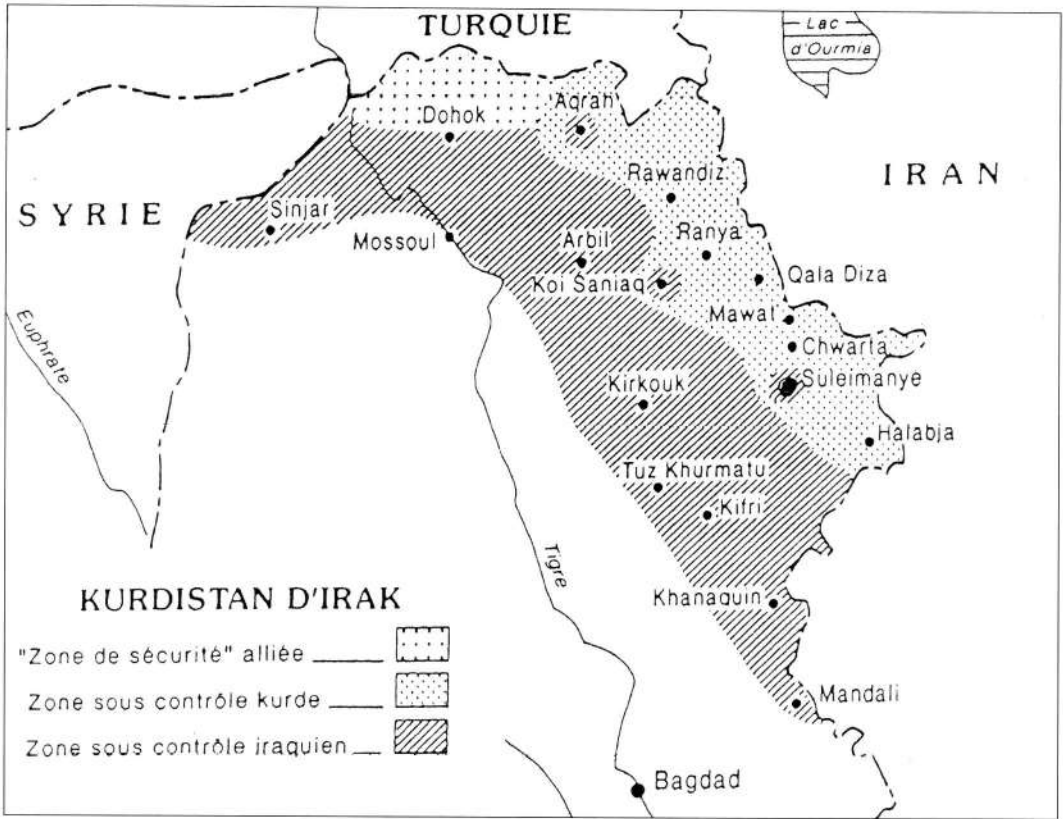 TURQUIE
Lac
d'Ourmia
Dohok
Aqrah
Rawandiz
IRAN
SYRIE
Sinjar
Mossoul
Arbil
Ranya
Koi Saniaq
Qala Diza
Mawat
Chwarta
Euphrate
Suleimanye
Kirkouk
Halabja
Tuz Khurmatu
Kifri
Tigre
KURDISTAN D'IRAK
Khanaquin
"Zone de sécurité" alliée
Zone sous contrôle kurde
Mandali
Zone sous contrôle iraquien
Bagdad